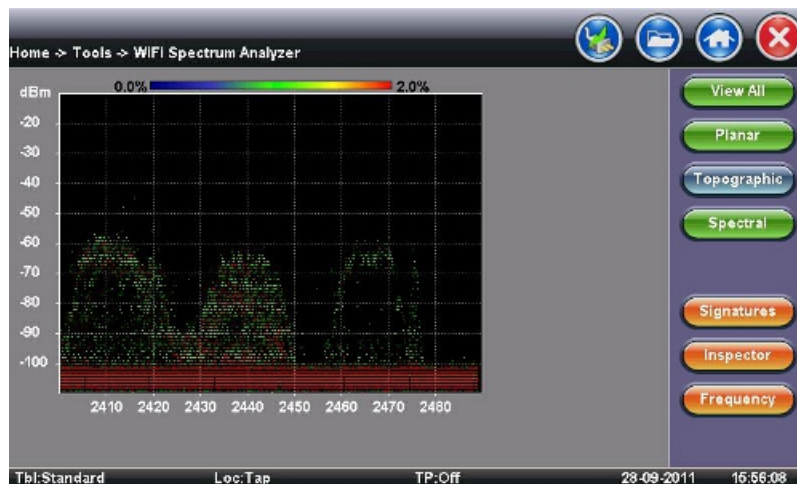 Home -> Tools -> WIFI Spectrum Analyzer
dBm
0.0%
2.0%
-20
-30
-40
-50
-60
-70
-80
-90
-100
2410 2420 2430 2440 2450 2460 2470 2480
View All
Planar
Topographic
Spectral
Signatures
Inspector
Frequency
Tbl:Standard Loc:Tap TP:Off 28-09-2011 15:56:08